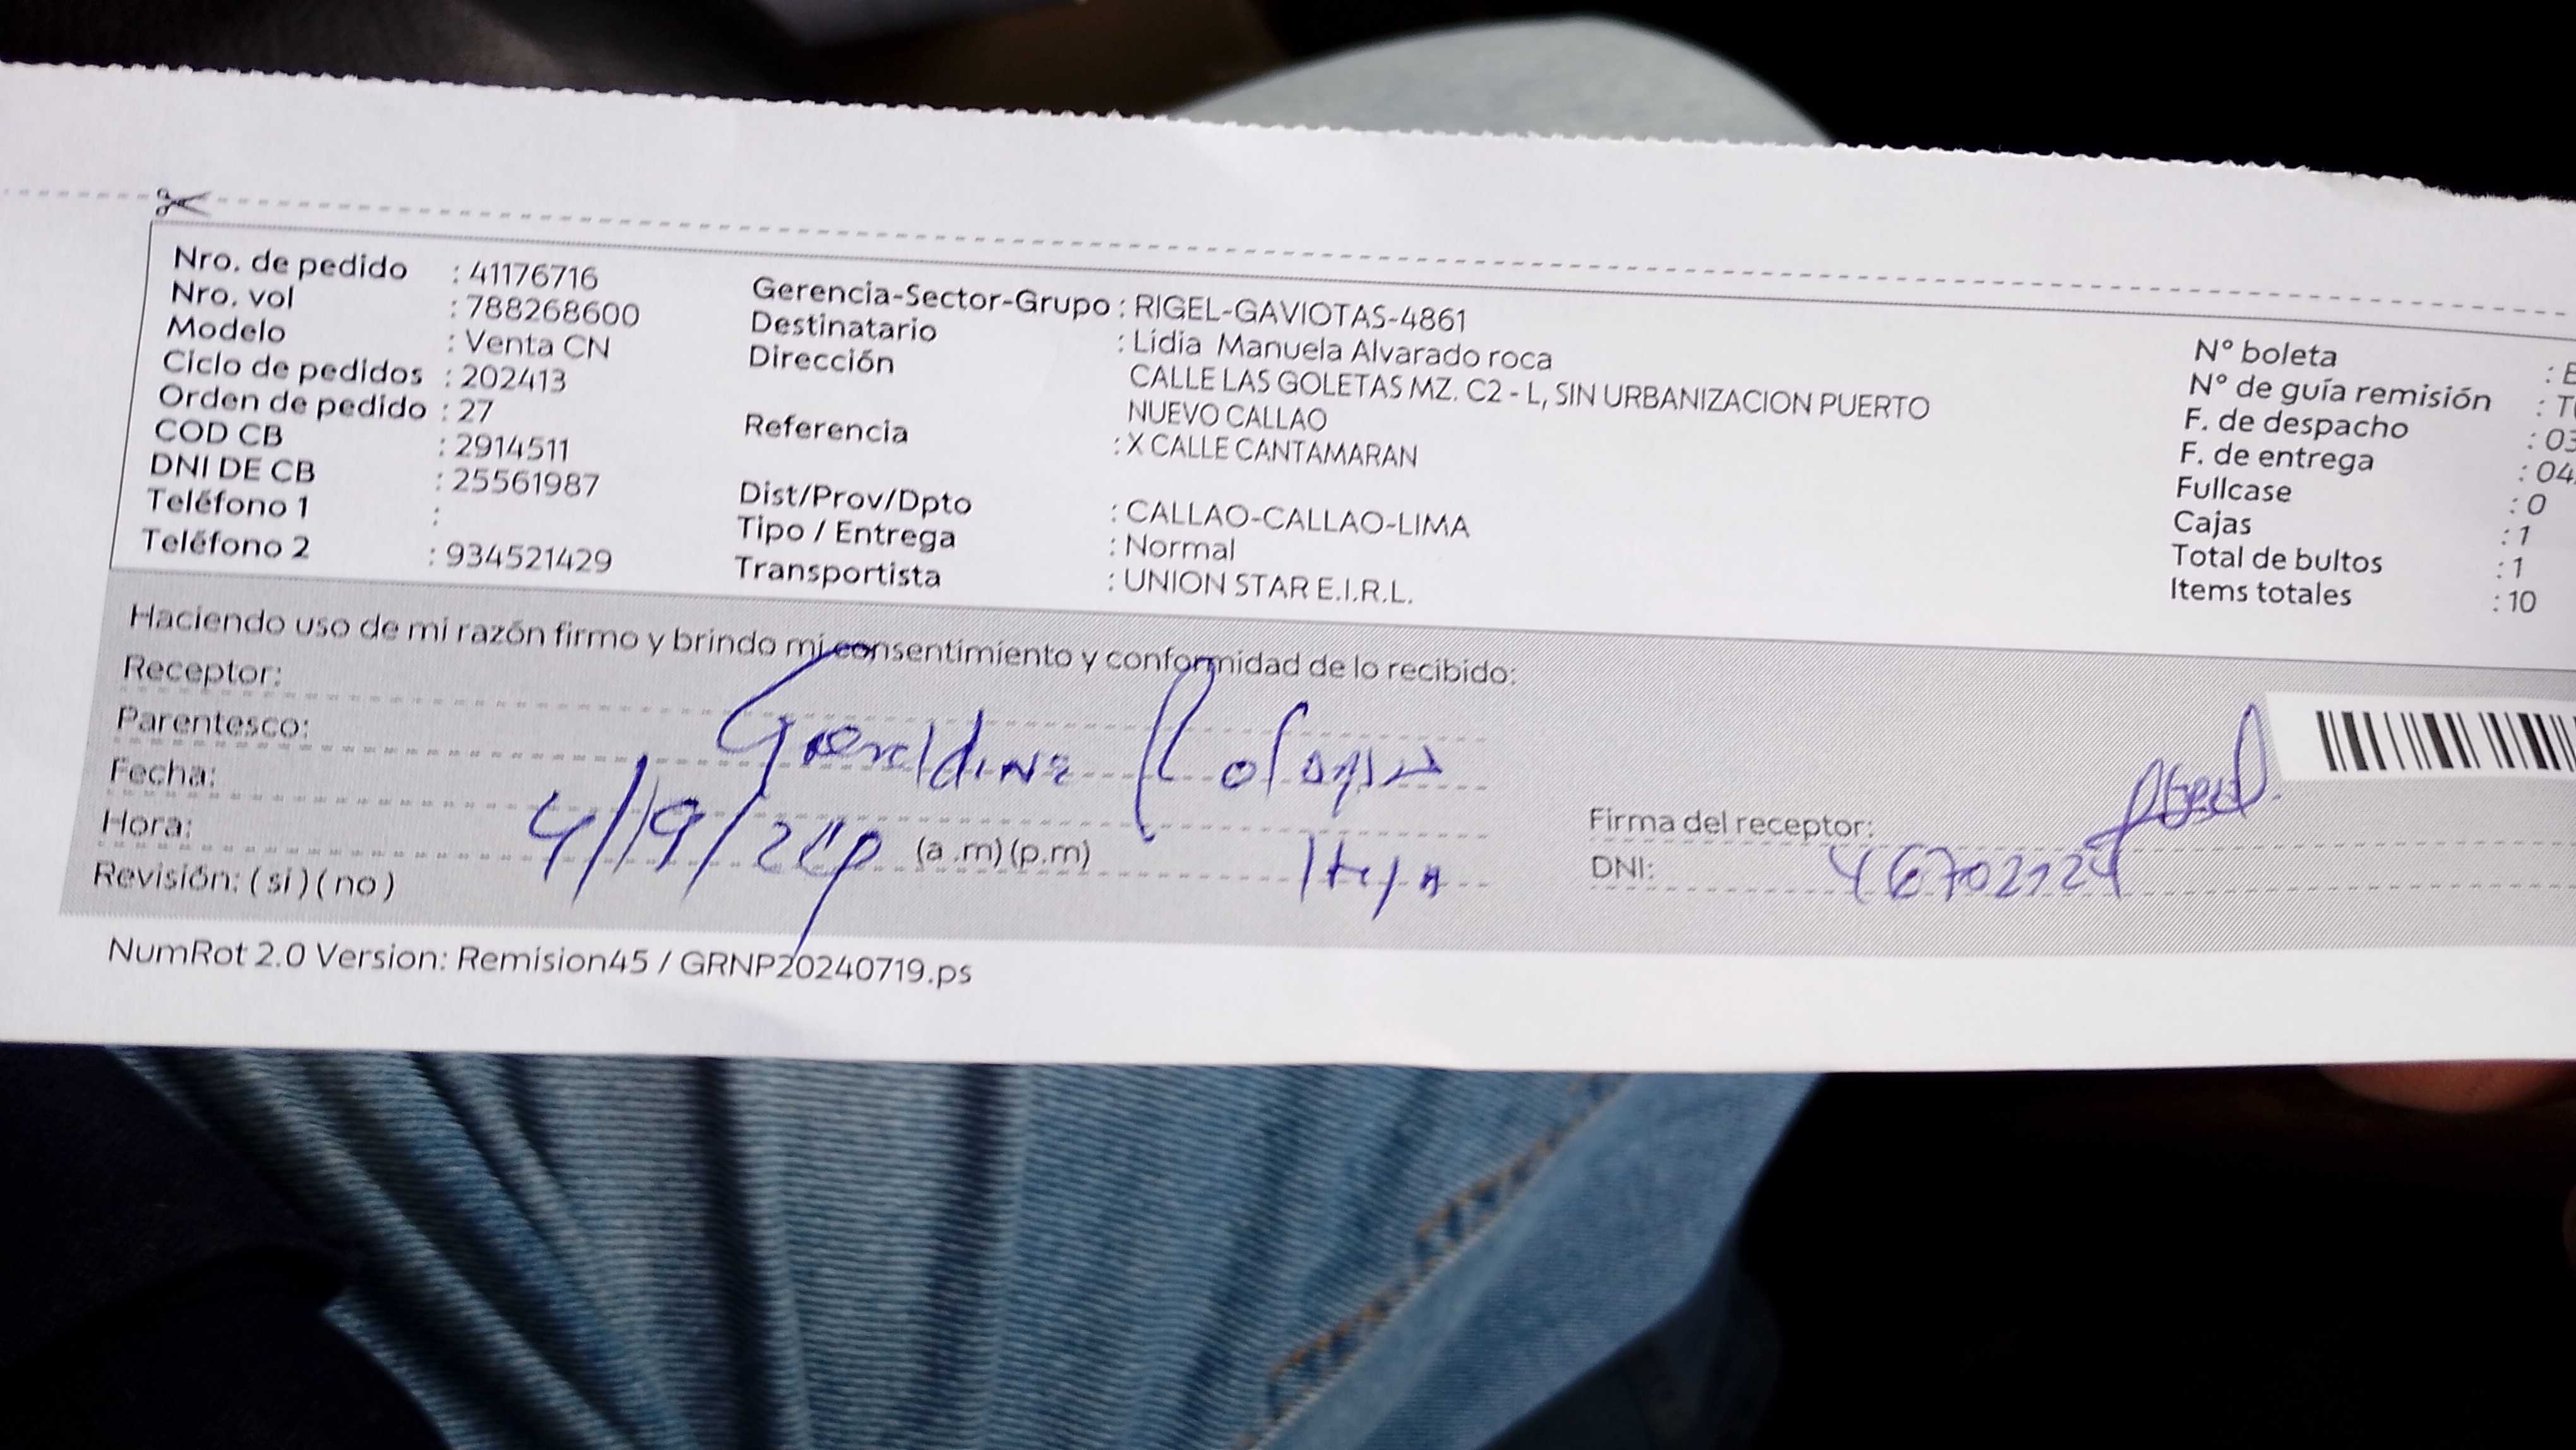 Nro. de pedido : 41176716
Nro. vol : 788268600
Modelo : Venta CN
Ciclo de pedidos : 202413
Orden de pedido : 27
COD CB : 2914511
DNI DE CB : 25561987
Teléfono 1 :
Teléfono 2 : 934521429
Gerencia-Sector-Grupo : RIGEL-GAVIOTAS-4861
Destinatario : Lidia Manuela Alvarado roca
Dirección CALLE LAS GOLETAS MZ. C2 - L, SIN URBANIZACION PUERTO
NUEVO CALLAO
Referencia : X CALLE CANTAMARAN
Dist/Prov/Dpto : CALLAO-CALLAO-LIMA
Tipo / Entrega : Normal
Transportista : UNION STAR E.I.R.L.
N° boleta :
N° de guía remisión :
F. de despacho : 03
F. de entrega : 04
Fullcase : 0
Cajas : 1
Total de bultos : 1
Items totales : 10
Haciendo uso de mi razón firmo y brindo mi consentimiento y conformidad de lo recibido:
Receptor:
Parentesco: Geraldine
Fecha:
Hora: (a .m) (p.m)
Revisión: ( si ) ( no )
Firma del receptor:
DNI: 46702124
NumRot 2.0 Version: Remision45 / GRNP20240719.ps